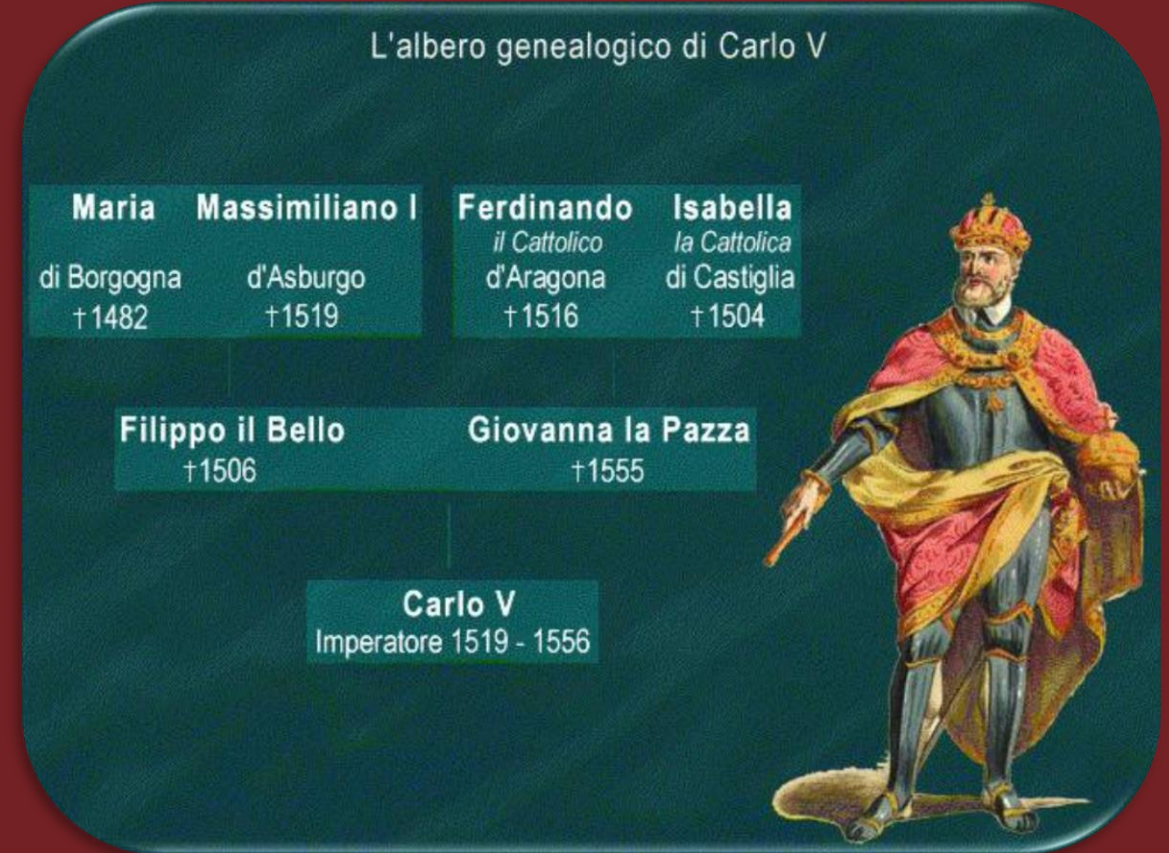 L'albero genealogico di Carlo V
Maria Massimiliano I
di Borgogna d'Asburgo
†1482 †1519
Ferdinando Isabella
il Cattolico la Cattolica
d'Aragona di Castiglia
†1516 †1504
Filippo il Bello Giovanna la Pazza
†1506 †1555
Carlo V
Imperatore 1519 - 1556